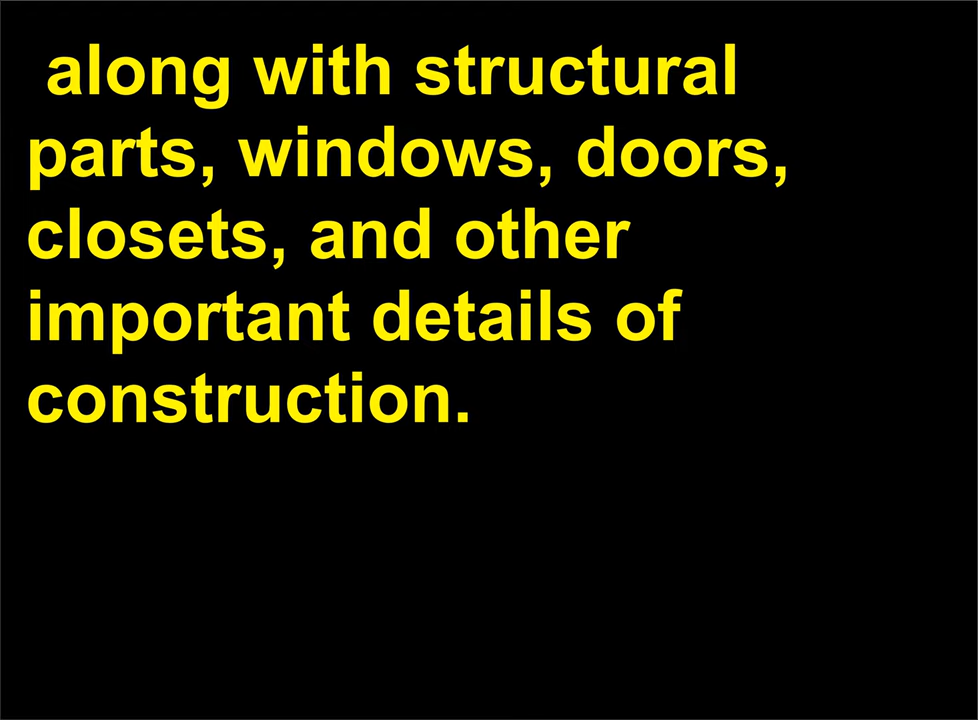 along with structural
parts, windows, doors,
closets, and other
important details of
construction.